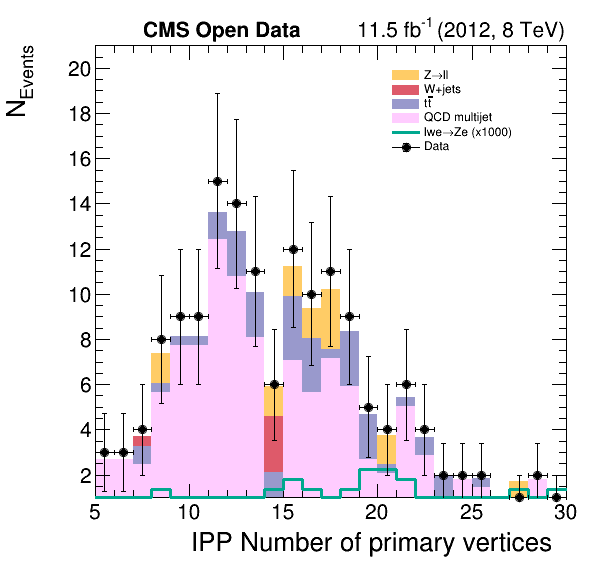 CMS Open Data 11.5 fb⁻¹ (2012, 8 TeV)
N_Events
20
18
16
14
12
10
8
6
4
2
Z→ll
W+jets
tt̅
QCD multijet
lwe→Ze (x1000)
Data
5 10 15 20 25 30
IPP Number of primary vertices